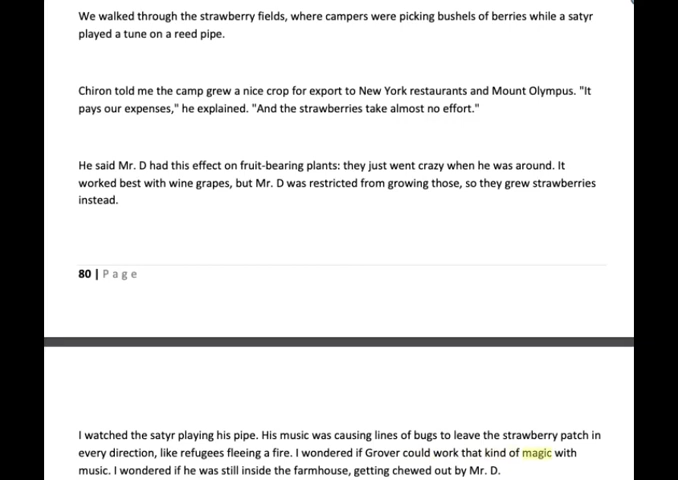 We walked through the strawberry fields, where campers were picking bushels of berries while a satyr
played a tune on a reed pipe.
Chiron told me the camp grew a nice crop for export to New York restaurants and Mount Olympus. "It
pays our expenses," he explained. "And the strawberries take almost no effort."
He said Mr. D had this effect on fruit-bearing plants: they just went crazy when he was around. It
worked best with wine grapes, but Mr. D was restricted from growing those, so they grew strawberries
instead.
80 | P a g e
I watched the satyr playing his pipe. His music was causing lines of bugs to leave the strawberry patch in
every direction, like refugees fleeing a fire. I wondered if Grover could work that kind of magic with
music. I wondered if he was still inside the farmhouse, getting chewed out by Mr. D.